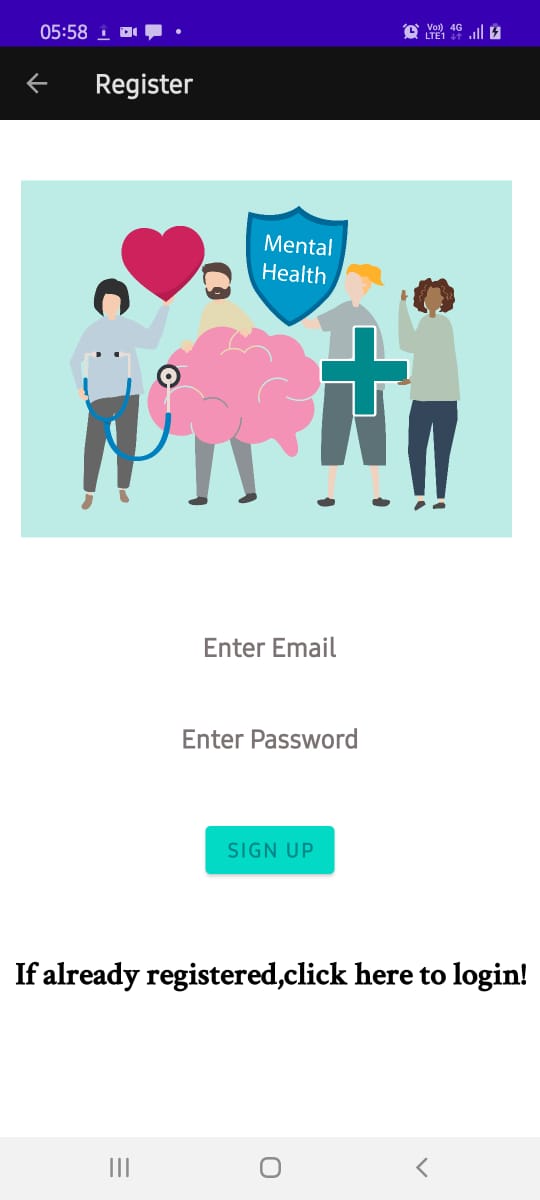 05:58 Vo)) 4G
LTE1
Register
Mental
Health
Enter Email
Enter Password
SIGN UP
If already registered,click here to login!